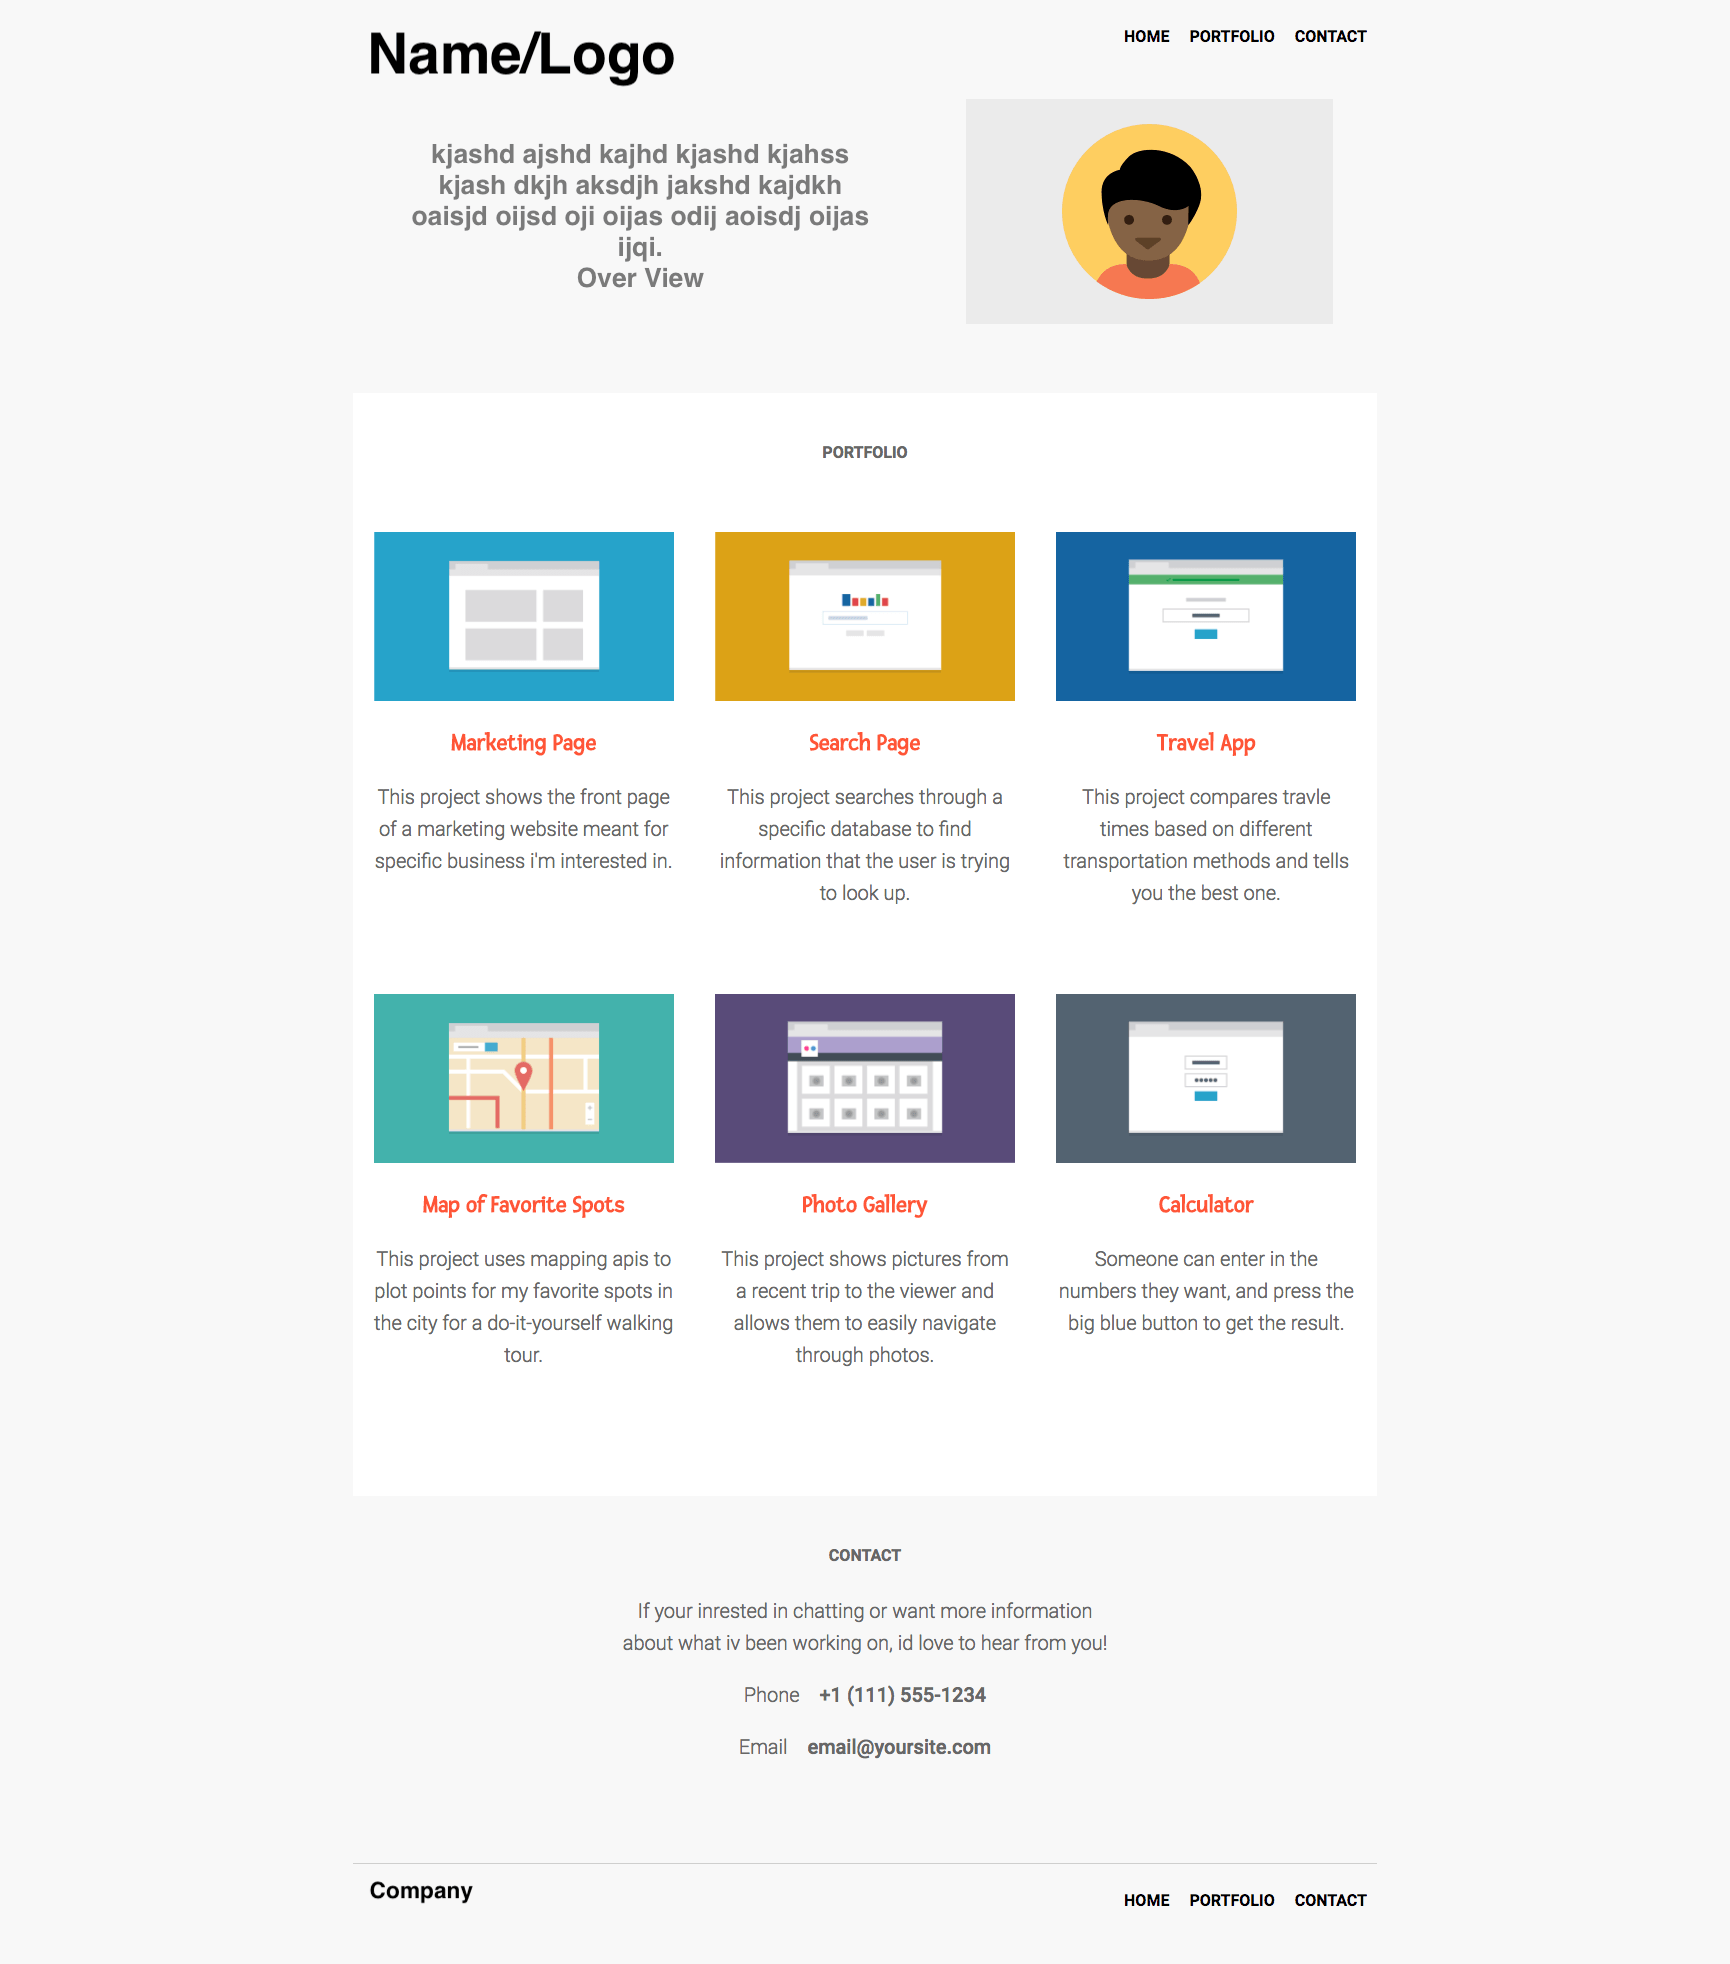 Name/Logo
HOME PORTFOLIO CONTACT
kjashd ajshd kajhd kjashd kjahss
kjash dkjh aksdjh jakshd kajdkh
oaisjd oijsd oji oijas odij aoisdj oijas
ijqi.
Over View
PORTFOLIO
Marketing Page
This project shows the front page
of a marketing website meant for
specific business i'm interested in.
Search Page
This project searches through a
specific database to find
information that the user is trying
to look up.
Travel App
This project compares travle
times based on different
transportation methods and tells
you the best one.
Map of Favorite Spots
This project uses mapping apis to
plot points for my favorite spots in
the city for a do-it-yourself walking
tour.
Photo Gallery
This project shows pictures from
a recent trip to the viewer and
allows them to easily navigate
through photos.
Calculator
Someone can enter in the
numbers they want, and press the
big blue button to get the result.
CONTACT
If your inrested in chatting or want more information
about what iv been working on, id love to hear from you!
Phone +1 (111) 555-1234
Email email@yoursite.com
Company
HOME PORTFOLIO CONTACT